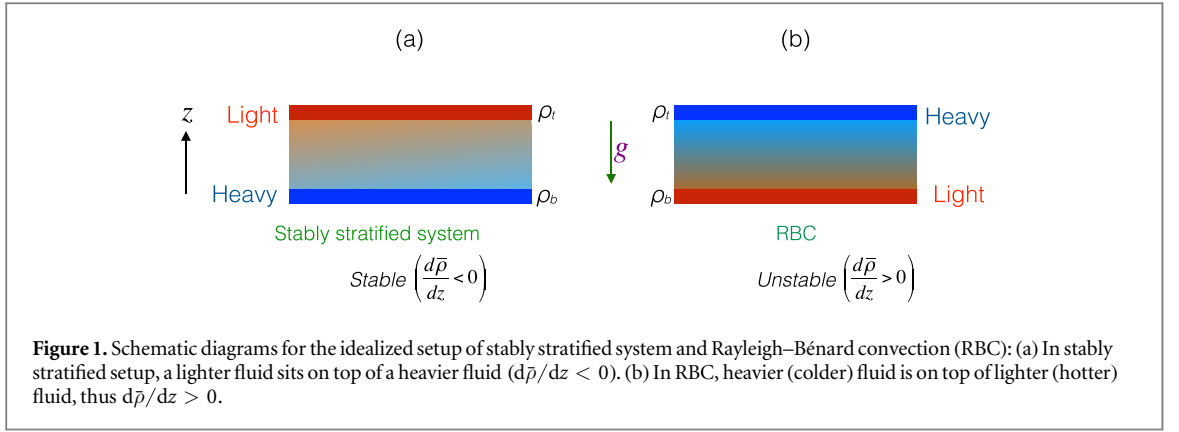 (a)
(b)
z
Light
ρt
ρt
Heavy
g
Heavy
ρb
ρb
Light
Stably stratified system
RBC
Stable (dρ̄/dz < 0)
Unstable (dρ̄/dz > 0)
Figure 1. Schematic diagrams for the idealized setup of stably stratified system and Rayleigh–Bénard convection (RBC): (a) In stably
stratified setup, a lighter fluid sits on top of a heavier fluid (dρ̄/dz < 0). (b) In RBC, heavier (colder) fluid is on top of lighter (hotter)
fluid, thus dρ̄/dz > 0.